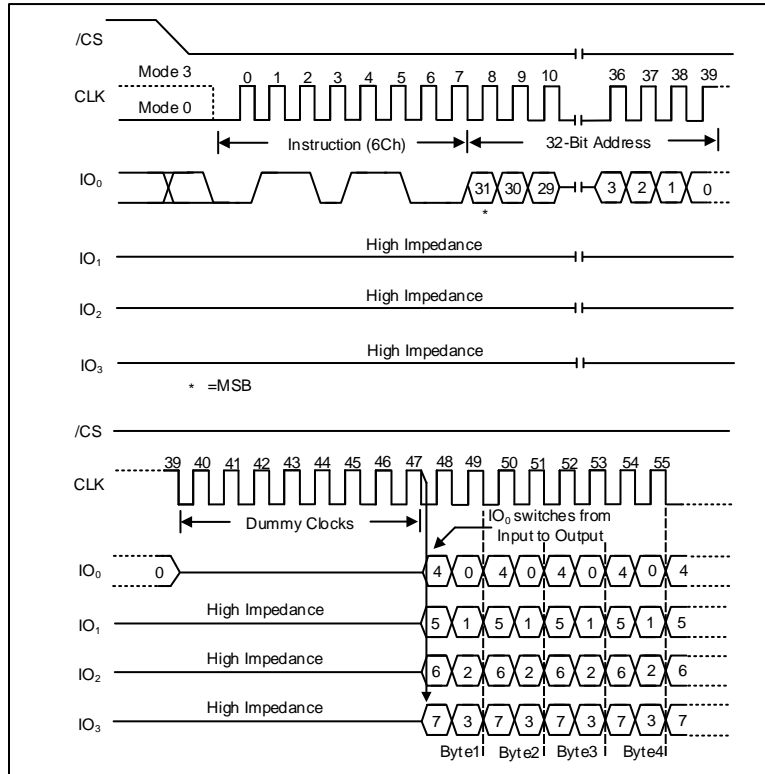 /CS
Mode 3
0 1 2 3 4 5 6 7 8 9 10 36 37 38 39
CLK
Mode 0
Instruction (6Ch) 32-Bit Address
IO0 31 30 29 3 2 1 0
*
High Impedance
IO1
High Impedance
IO2
High Impedance
IO3
* =MSB
/CS
39 40 41 42 43 44 45 46 47 48 49 50 51 52 53 54 55
CLK
Dummy Clocks
IO0 switches from
Input to Output
IO0 0 4 0 4 0 4 0 4 0 4
High Impedance
IO1 5 1 5 1 5 1 5 1 5
High Impedance
IO2 6 2 6 2 6 2 6 2 6
High Impedance
IO3 7 3 7 3 7 3 7 3 7
Byte1 Byte2 Byte3 Byte4